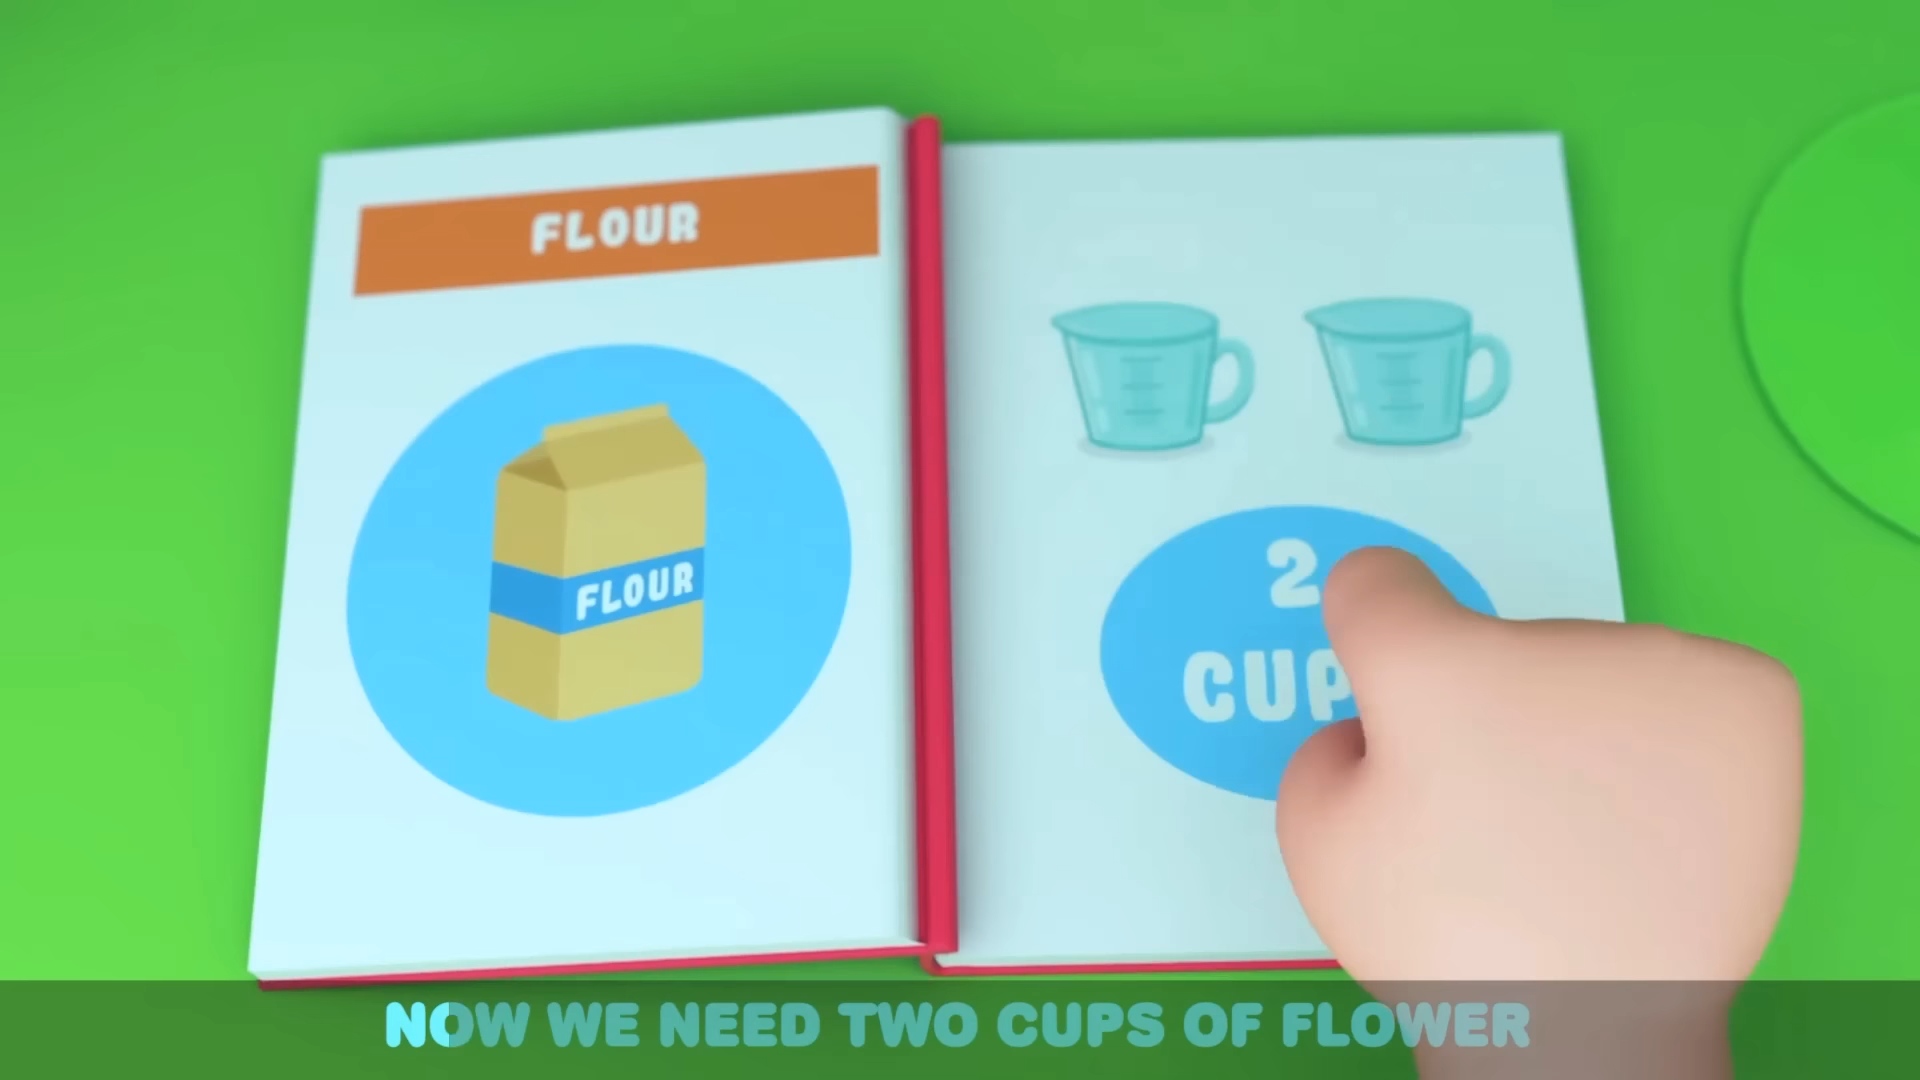 FLOUR
FLOUR
2
CUP
NOW WE NEED TWO CUPS OF FLOWER